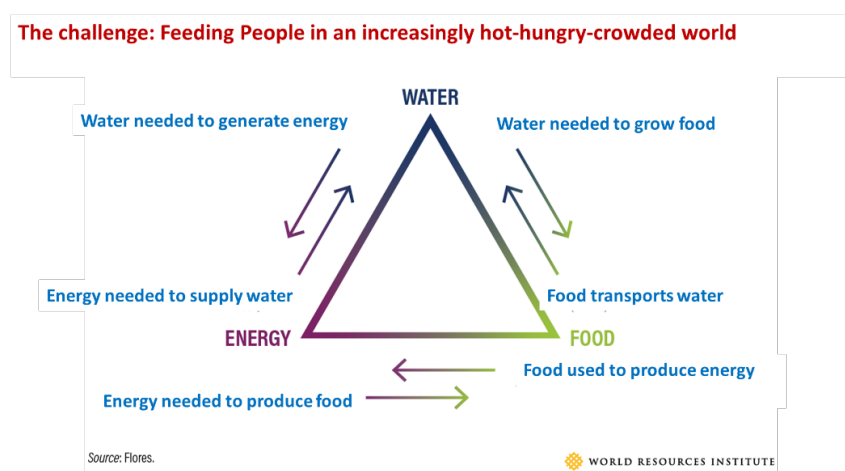 The challenge: Feeding People in an increasingly hot-hungry-crowded world
WATER
Water needed to generate energy
Water needed to grow food
Energy needed to supply water
Food transports water
ENERGY
FOOD
Food used to produce energy
Energy needed to produce food
Source: Flores.
WORLD RESOURCES INSTITUTE